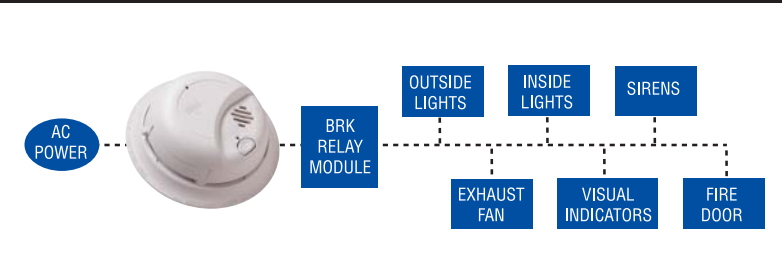 AC
POWER
BRK
RELAY
MODULE
OUTSIDE
LIGHTS
INSIDE
LIGHTS
SIRENS
EXHAUST
FAN
VISUAL
INDICATORS
FIRE
DOOR